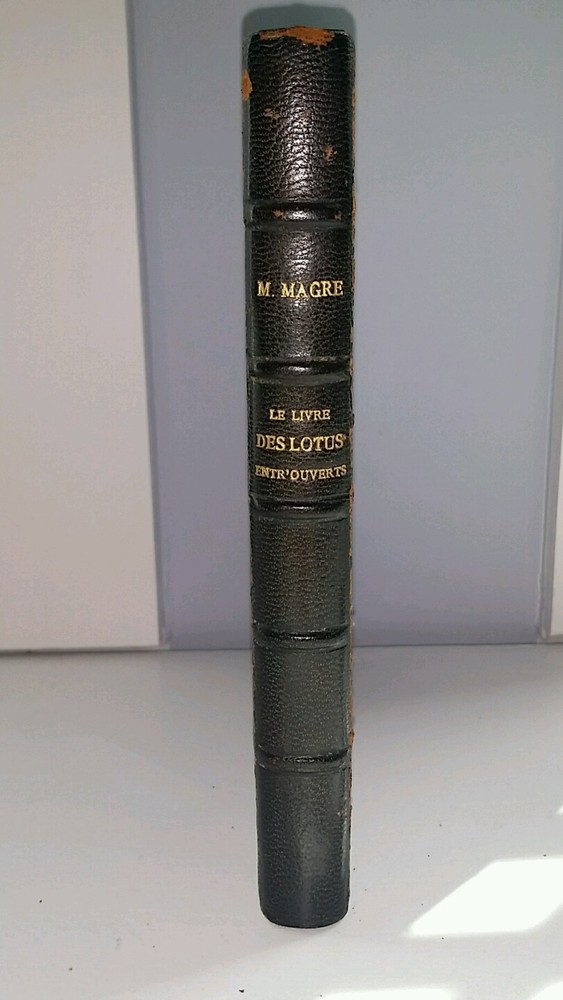 M. MAGRE
LE LIVRE
DES LOTUS
ENTR'OUVERTS